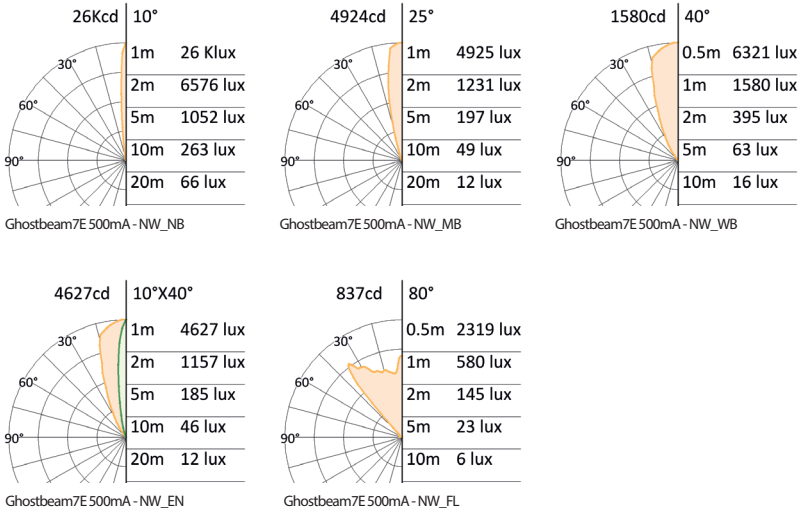 26Kcd 10°
1m 26 Klux
30°
2m 6576 lux
60°
5m 1052 lux
10m 263 lux
90°
20m 66 lux
Ghostbeam7E 500mA - NW_NB
4924cd 25°
1m 4925 lux
30°
2m 1231 lux
60°
5m 197 lux
10m 49 lux
90°
20m 12 lux
Ghostbeam7E 500mA - NW_MB
1580cd 40°
0.5m 6321 lux
30°
1m 1580 lux
60°
2m 395 lux
5m 63 lux
90°
10m 16 lux
Ghostbeam7E 500mA - NW_WB
4627cd 10°X40°
1m 4627 lux
30°
2m 1157 lux
60°
5m 185 lux
10m 46 lux
90°
20m 12 lux
Ghostbeam7E 500mA - NW_EN
837cd 80°
0.5m 2319 lux
30°
1m 580 lux
60°
2m 145 lux
5m 23 lux
90°
10m 6 lux
Ghostbeam7E 500mA - NW_FL